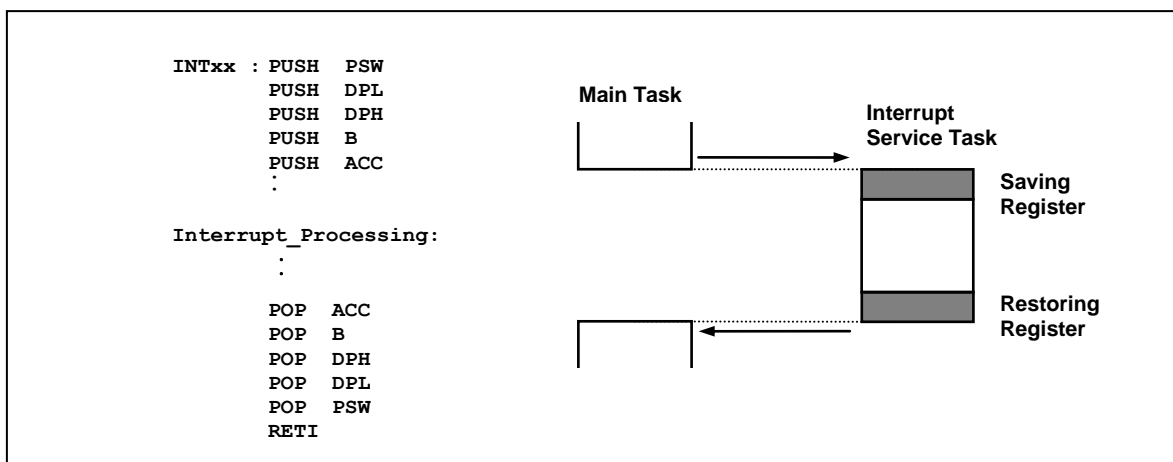 INTxx : PUSH PSW
PUSH DPL
PUSH DPH
PUSH B
PUSH ACC
:
Interrupt_Processing:
:
POP ACC
POP B
POP DPH
POP DPL
POP PSW
RETI
Main Task
Interrupt
Service Task
Saving
Register
Restoring
Register